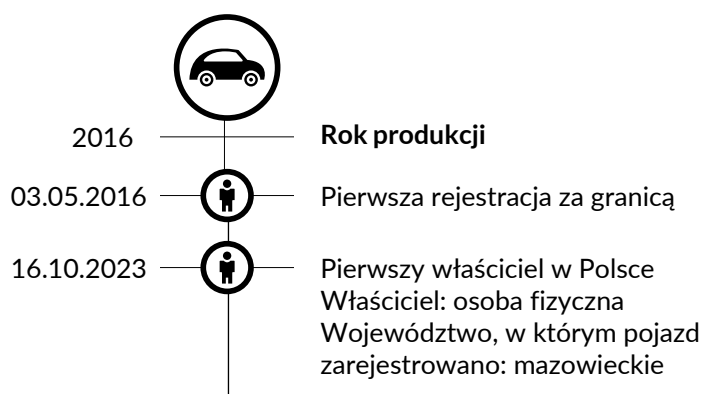 2016 Rok produkcji
03.05.2016 Pierwsza rejestracja za granicą
16.10.2023 Pierwszy właściciel w Polsce
Właściciel: osoba fizyczna
Województwo, w którym pojazd
zarejestrowano: mazowieckie